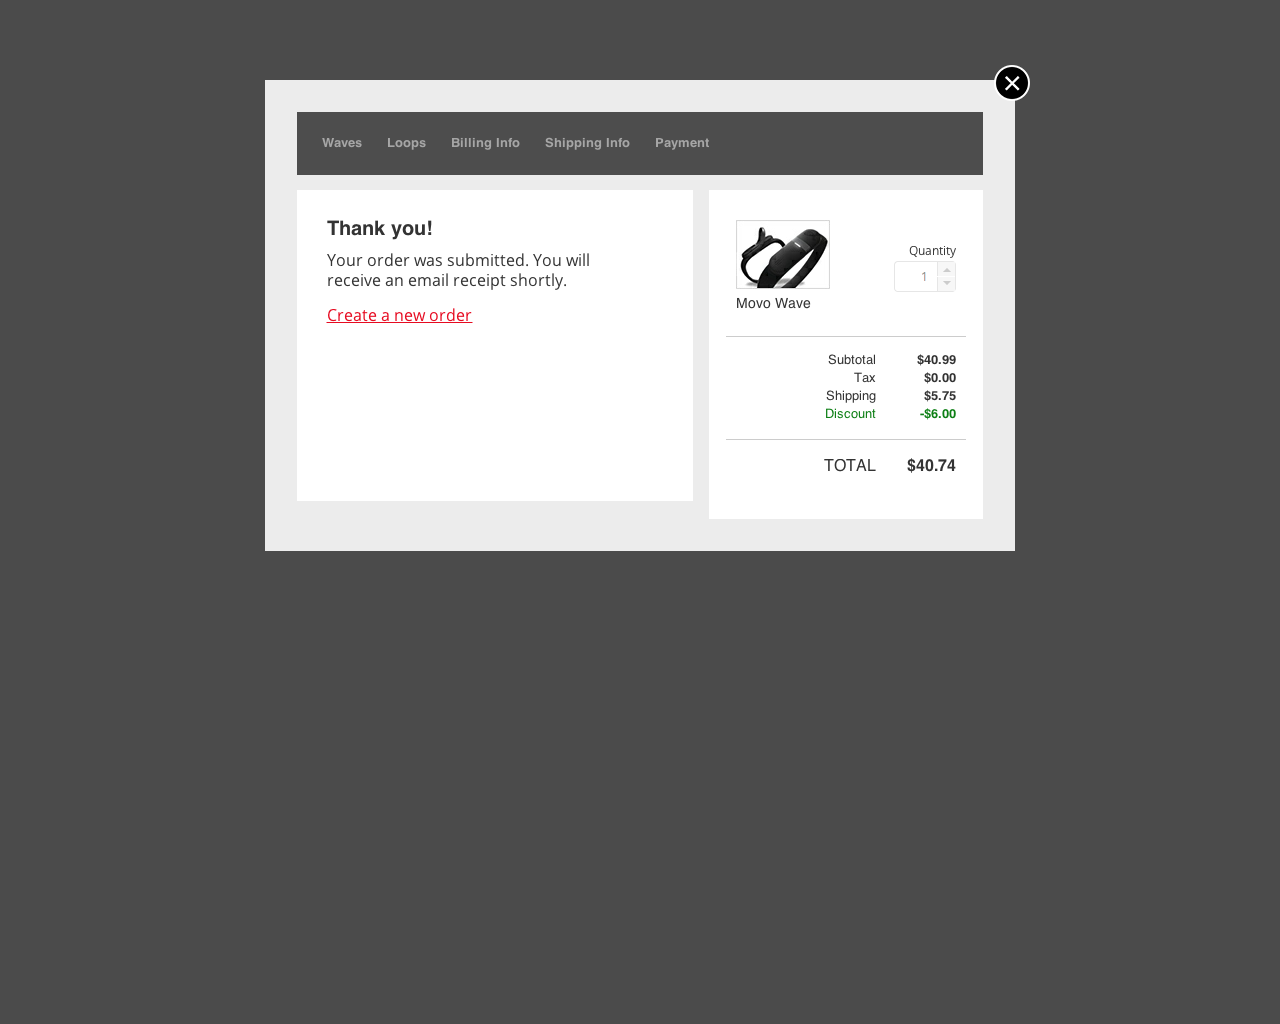 Waves Loops Billing Info Shipping Info Payment
Thank you!
Your order was submitted. You will
receive an email receipt shortly.
Create a new order
Quantity
1
Movo Wave
Subtotal $40.99
Tax $0.00
Shipping $5.75
Discount -$6.00
TOTAL $40.74